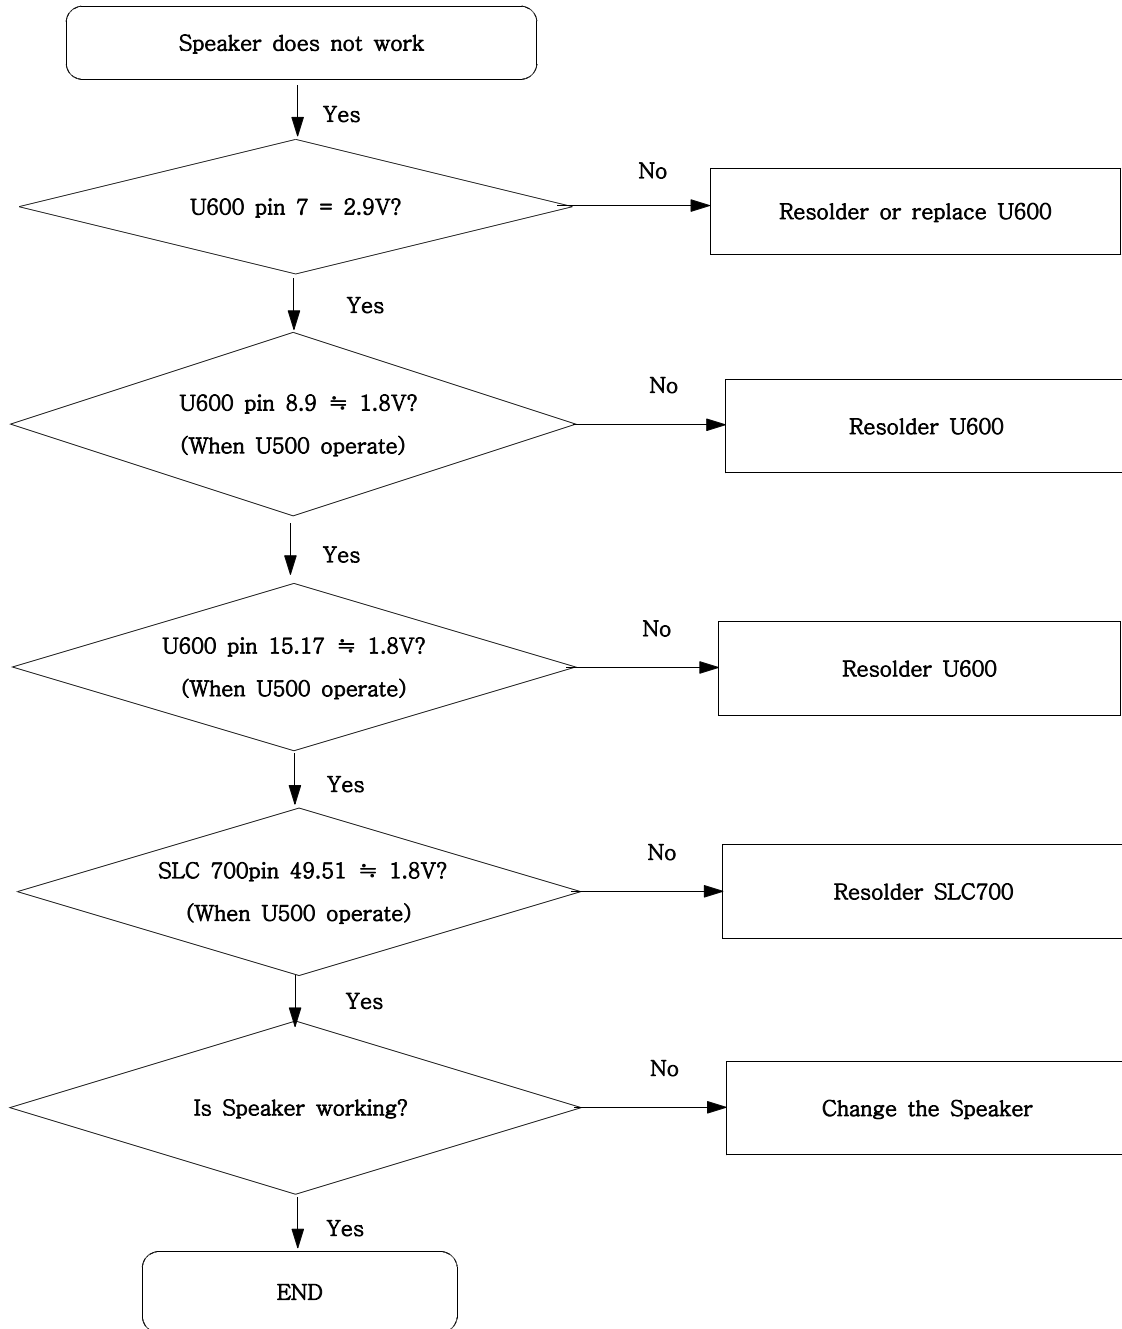 Speaker does not work
Yes
U600 pin 7 = 2.9V?
No
Resolder or replace U600
Yes
U600 pin 8.9 ≒ 1.8V?
(When U500 operate)
No
Resolder U600
Yes
U600 pin 15.17 ≒ 1.8V?
(When U500 operate)
No
Resolder U600
Yes
SLC 700pin 49.51 ≒ 1.8V?
(When U500 operate)
No
Resolder SLC700
Yes
Is Speaker working?
No
Change the Speaker
Yes
END